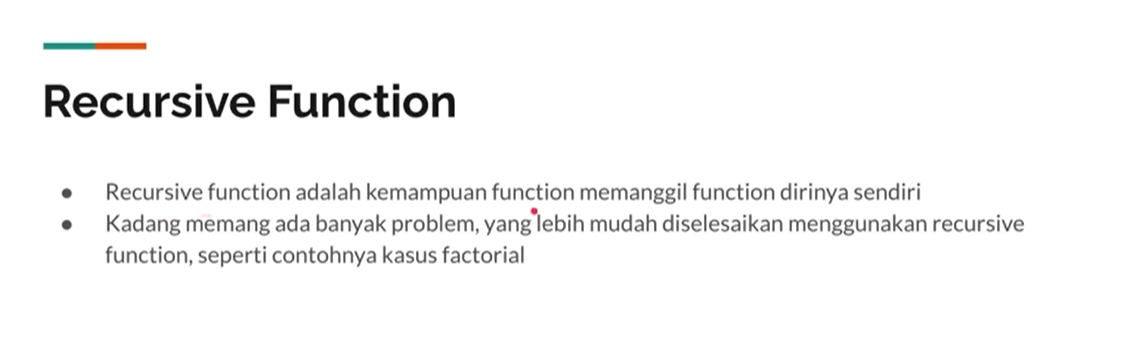 Recursive Function
● Recursive function adalah kemampuan function memanggil function dirinya sendiri
● Kadang memang ada banyak problem, yang lebih mudah diselesaikan menggunakan recursive
function, seperti contohnya kasus factorial